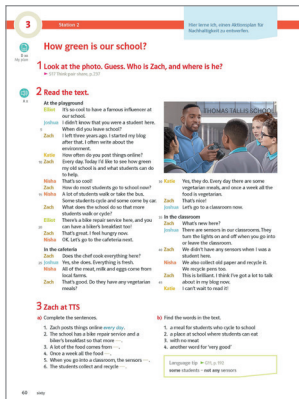 3
Station 2
Hier lernst ich, einen Aktionsplan für
Nachhaltigkeit zu entwerfen.
How green is our school?
1 Look at the photo. Guess. Who is Zach, and where is he?
2 Read the text.
At the playground
Elliot It's so cool to have a famous influencer at
our school.
Joshua I didn't know that you were a student here.
When did you leave school?
Zach I left three years ago. I started my blog
after that. I often write about the
environment.
Katie How often do you post things online?
Zach Every day. Today I'd like to see how green
my old school is and what students can do
to help.
Nisha That's so cool!
Zach How do most students go to school now?
Nisha A lot of students walk or take the bus.
Some students cycle and some come by car.
Zach What does the school do so that more
students walk or cycle?
Elliot There's a bike repair service here, and you
can have a biker's breakfast too!
Zach That's great. I feel hungry now.
Nisha OK. Let's go to the cafeteria next.
In the cafeteria
Zach Does the chef cook everything here?
Joshua Yes, she does. Everything is fresh.
Nisha All of the meat, milk and eggs come from
local farms.
Zach That's good. Do they have any vegetarian
meals?
THOMAS TALLIS SCHOOL
Katie Yes, they do. Every day there are some
vegetarian meals, and once a week all the
food is vegetarian.
Zach That's nice!
Joshua Let's go to a classroom now.
In the classroom
Zach What's new here?
Joshua There are sensors in our classrooms. They
turn the lights on and off when you go into
or leave the classroom.
Zach We didn't have any sensors when I was a
student here.
Nisha We also collect old paper and recycle it.
We recycle pens too.
Zach This is brilliant. I think I've got a lot to talk
about in my blog now.
Katie I can't wait to read it!
3 Zach at TTS
a) Complete the sentences.
1. Zach posts things online every day.
2. The school has a bike repair service and a
biker's breakfast so that more ···.
3. A lot of the food comes from ···.
4. Once a week all the food ···.
5. When you go into a classroom, the sensors ···.
6. The students collect and recycle ···.
b) Find the words in the text.
1. a meal for students who cycle to school
2. a place at school where students can eat
3. with no meat
4. another word for 'very good'
Language tip
some students – not any sensors
60